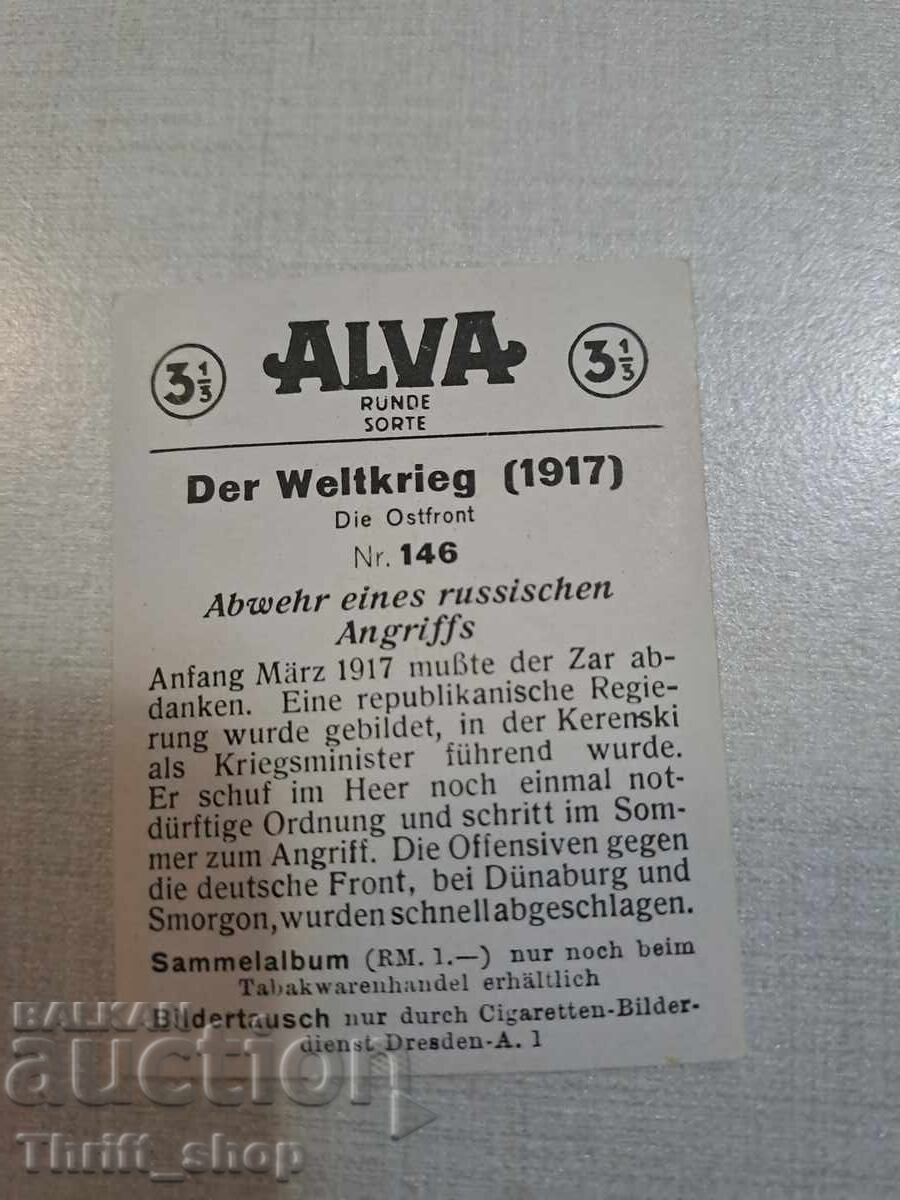 3 1/3 ALVA 3 1/3
RUNDE
SORTE
Der Weltkrieg (1917)
Die Ostfront
Nr. 146
Abwehr eines russischen
Angriffs
Anfang März 1917 mußte der Zar ab-
danken. Eine republikanische Regie-
rung wurde gebildet, in der Kerenski
als Kriegsminister führend wurde.
Er schuf im Heer noch einmal not-
dürftige Ordnung und schritt im Som-
mer zum Angriff. Die Offensiven gegen
die deutsche Front, bei Dünaburg und
Smorgon, wurden schnell abgeschlagen.
Sammelalbum (RM. 1.—) nur noch beim
Tabakwarenhandel erhältlich
Bildertausch nur durch Cigaretten-Bilder-
dienst Dresden-A. 1
BALKAN
auction
Thrift_shop